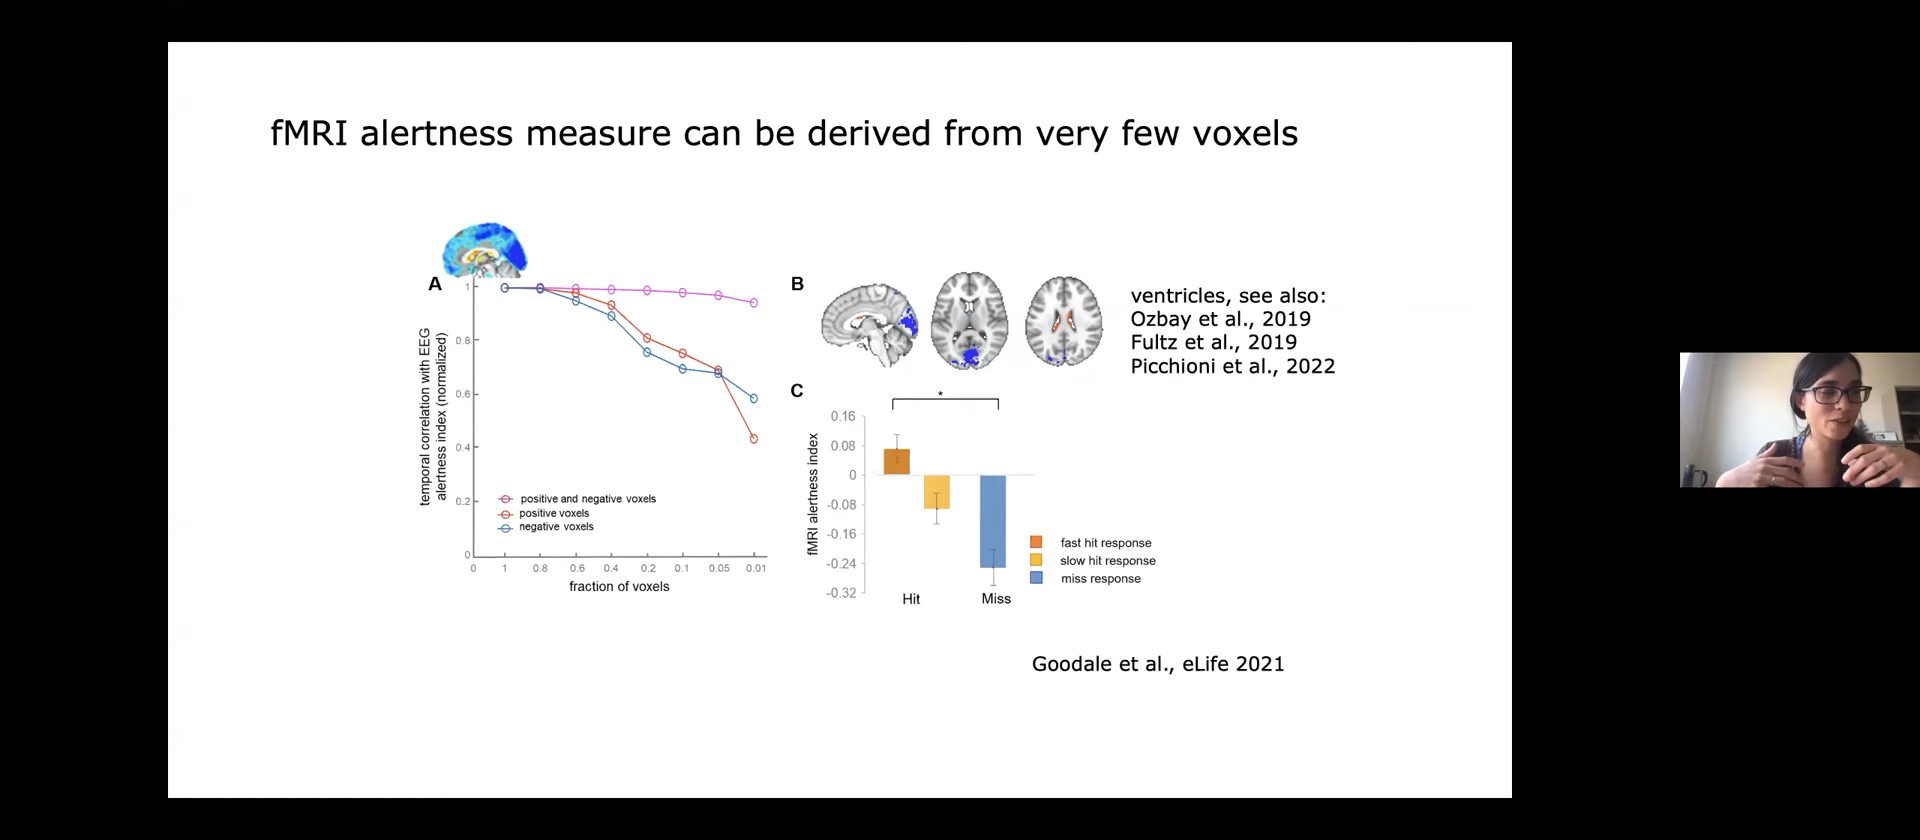 fMRI alertness measure can be derived from very few voxels
A
temporal correlation with EEG
alertness index (normalized)
1
0.8
0.6
0.4
0.2
0
positive and negative voxels
positive voxels
negative voxels
0 1 0.8 0.6 0.4 0.2 0.1 0.05 0.01
fraction of voxels
B
ventricles, see also:
Ozbay et al., 2019
Fultz et al., 2019
Picchioni et al., 2022
C
*
fMRI alertness index
0.16
0.08
0
-0.08
-0.16
-0.24
-0.32
Hit Miss
fast hit response
slow hit response
miss response
Goodale et al., eLife 2021